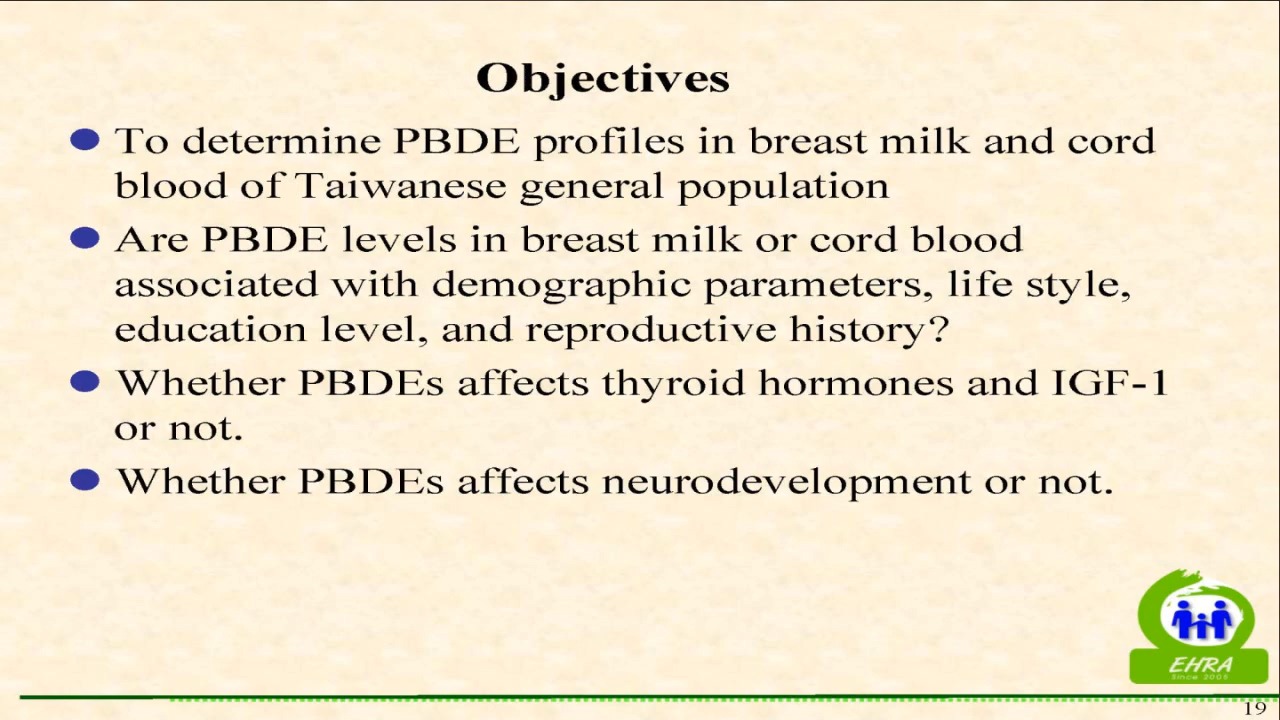 Objectives
To determine PBDE profiles in breast milk and cord
blood of Taiwanese general population
Are PBDE levels in breast milk or cord blood
associated with demographic parameters, life style,
education level, and reproductive history?
Whether PBDEs affects thyroid hormones and IGF-1
or not.
Whether PBDEs affects neurodevelopment or not.
EHRA
Since 2005
19